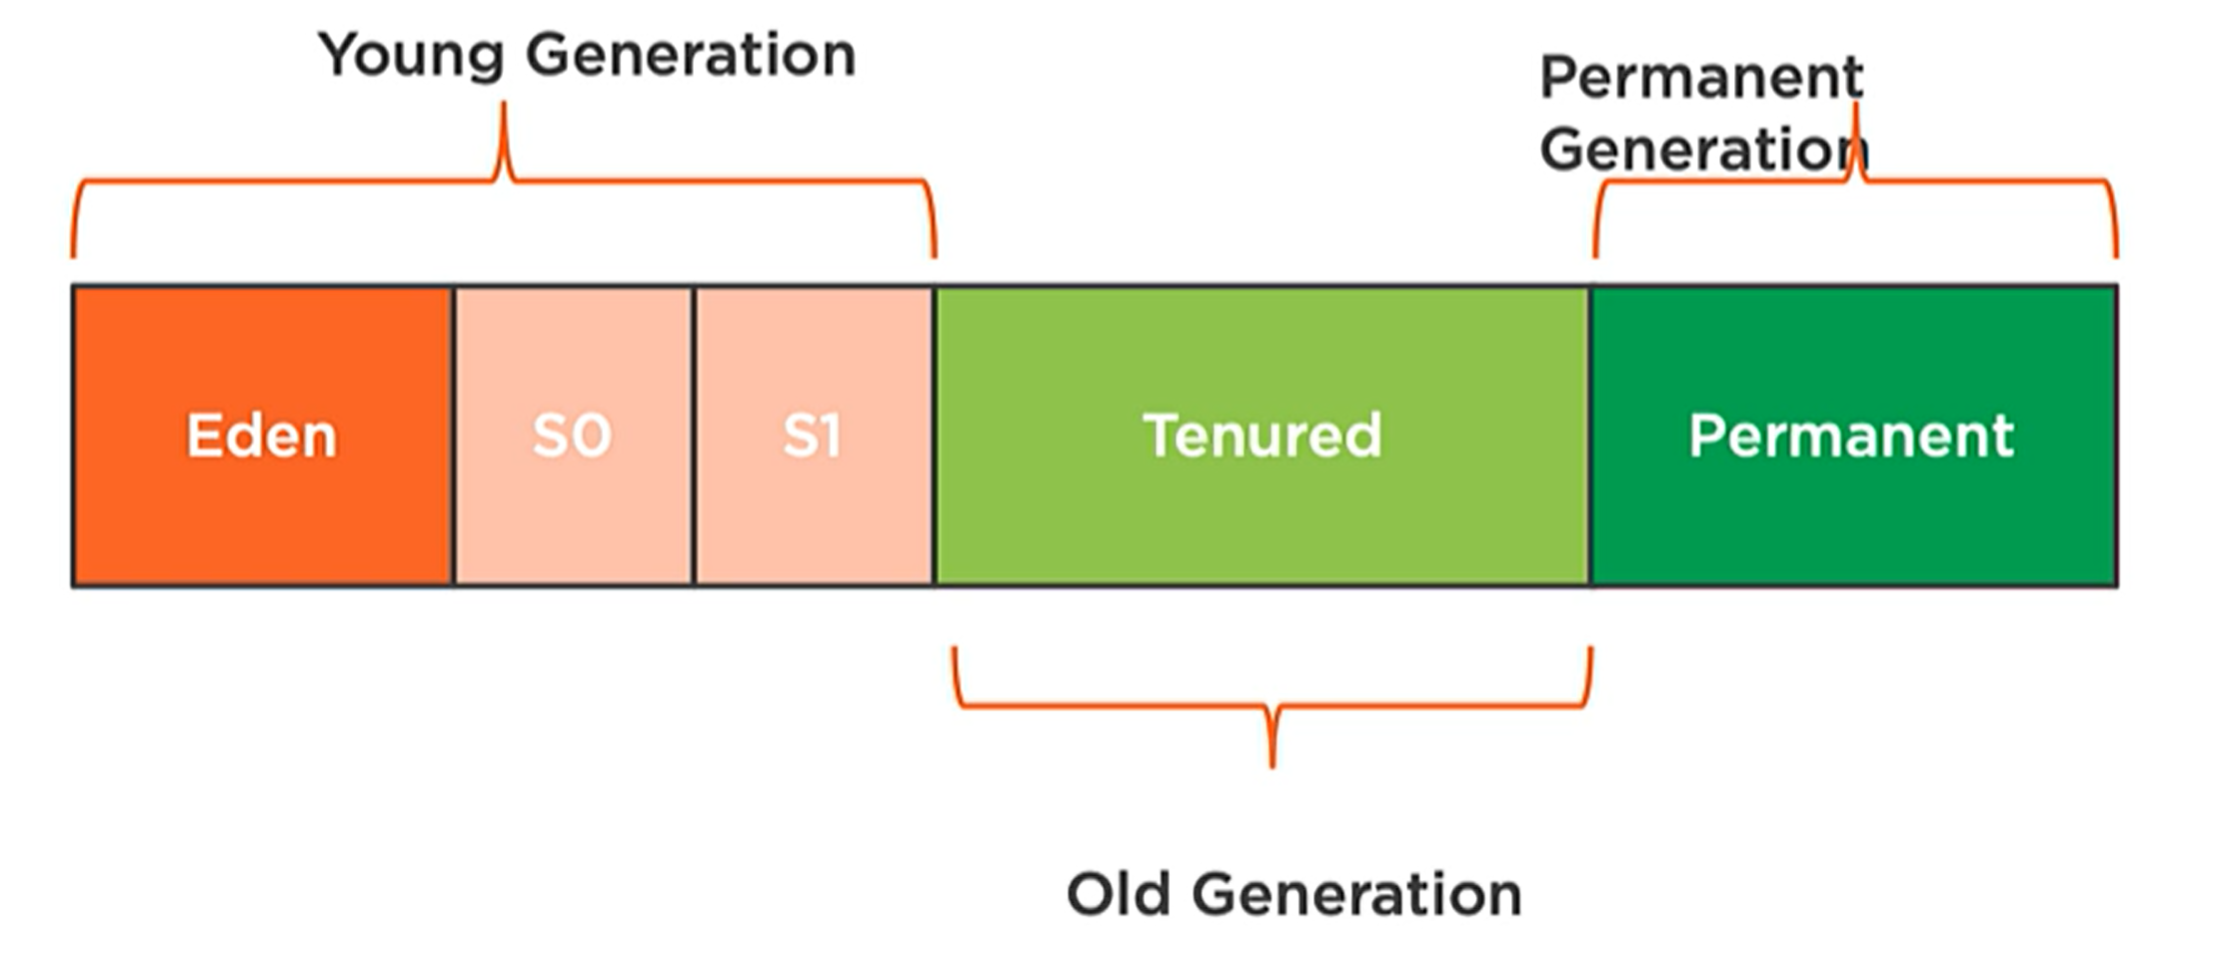 Young Generation
Permanent
Generation
Eden
S0
S1
Tenured
Permanent
Old Generation